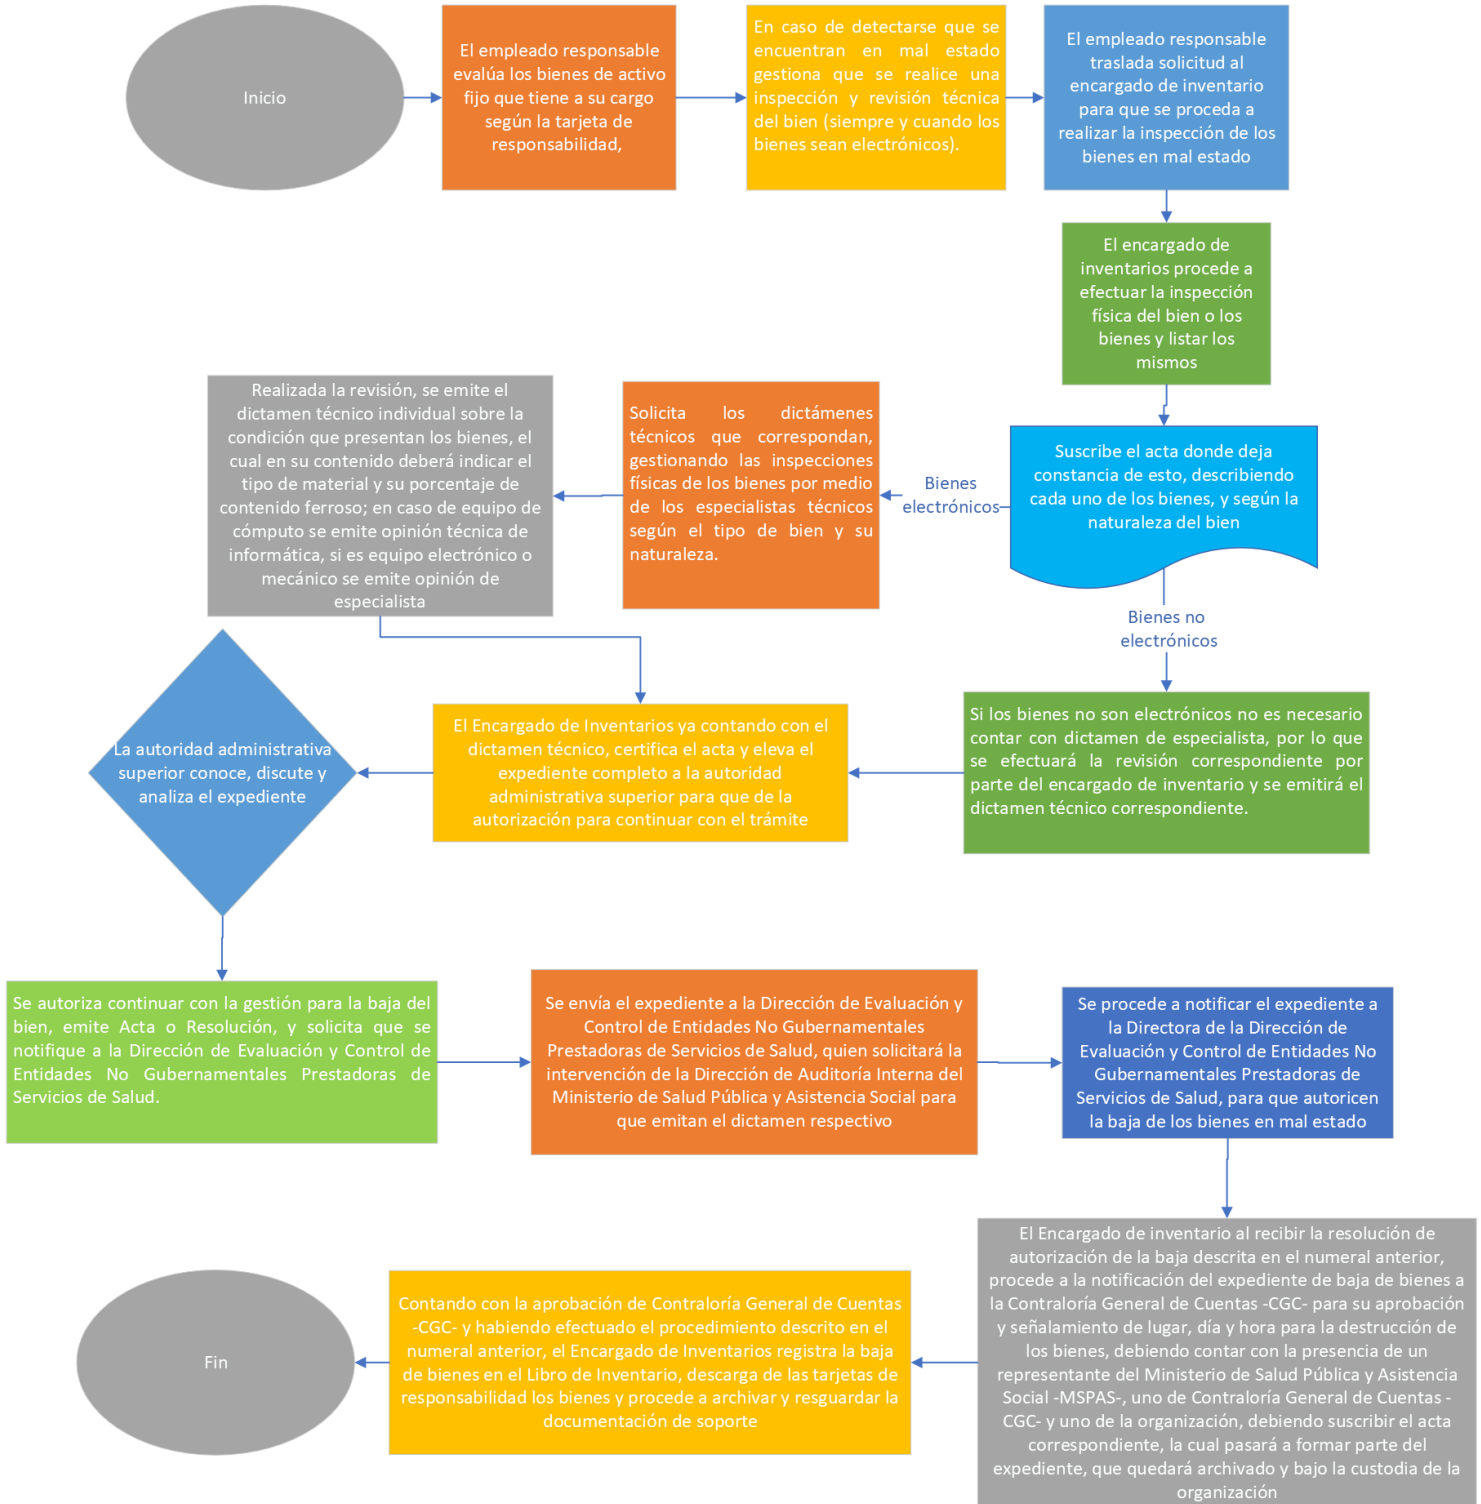 Inicio
El empleado responsable
evalúa los bienes de activo
fijo que tiene a su cargo
según la tarjeta de
responsabilidad,
En caso de detectarse que se
encuentran en mal estado
gestiona que se realice una
inspección y revisión técnica
del bien (siempre y cuando los
bienes sean electrónicos).
El empleado responsable
traslada solicitud al
encargado de inventario
para que se proceda a
realizar la inspección de los
bienes en mal estado
El encargado de
inventarios procede a
efectuar la inspección
física del bien o los
bienes y listar los
mismos
Suscribe el acta donde deja
constancia de esto, describiendo
cada uno de los bienes, y según la
naturaleza del bien
Bienes
electrónicos
Solicita los dictámenes
técnicos que correspondan,
gestionando las inspecciones
físicas de los bienes por medio
de los especialistas técnicos
según el tipo de bien y su
naturaleza.
Realizada la revisión, se emite el
dictamen técnico individual sobre la
condición que presentan los bienes, el
cual en su contenido deberá indicar el
tipo de material y su porcentaje de
contenido ferroso; en caso de equipo de
cómputo se emite opinión técnica de
informática, si es equipo electrónico o
mecánico se emite opinión de
especialista
Bienes no
electrónicos
Si los bienes no son electrónicos no es necesario
contar con dictamen de especialista, por lo que
se efectuará la revisión correspondiente por
parte del encargado de inventario y se emitirá el
dictamen técnico correspondiente.
El Encargado de Inventarios ya contando con el
dictamen técnico, certifica el acta y eleva el
expediente completo a la autoridad
administrativa superior para que de la
autorización para continuar con el trámite
La autoridad administrativa
superior conoce, discute y
analiza el expediente
Se autoriza continuar con la gestión para la baja del
bien, emite Acta o Resolución, y solicita que se
notifique a la Dirección de Evaluación y Control de
Entidades No Gubernamentales Prestadoras de
Servicios de Salud.
Se envía el expediente a la Dirección de Evaluación y
Control de Entidades No Gubernamentales
Prestadoras de Servicios de Salud, quien solicitará la
intervención de la Dirección de Auditoría Interna del
Ministerio de Salud Pública y Asistencia Social para
que emitan el dictamen respectivo
Se procede a notificar el expediente a
la Directora de la Dirección de
Evaluación y Control de Entidades No
Gubernamentales Prestadoras de
Servicios de Salud, para que autoricen
la baja de los bienes en mal estado
El Encargado de inventario al recibir la resolución de
autorización de la baja descrita en el numeral anterior,
procede a la notificación del expediente de baja de bienes a
la Contraloría General de Cuentas -CGC- para su aprobación
y señalamiento de lugar, día y hora para la destrucción de
los bienes, debiendo contar con la presencia de un
representante del Ministerio de Salud Pública y Asistencia
Social -MSPAS-, uno de Contraloría General de Cuentas -
CGC- y uno de la organización, debiendo suscribir el acta
correspondiente, la cual pasará a formar parte del
expediente, que quedará archivado y bajo la custodia de la
organización
Contando con la aprobación de Contraloría General de Cuentas
-CGC- y habiendo efectuado el procedimiento descrito en el
numeral anterior, el Encargado de Inventarios registra la baja
de bienes en el Libro de Inventario, descarga de las tarjetas de
responsabilidad los bienes y procede a archivar y resguardar la
documentación de soporte
Fin